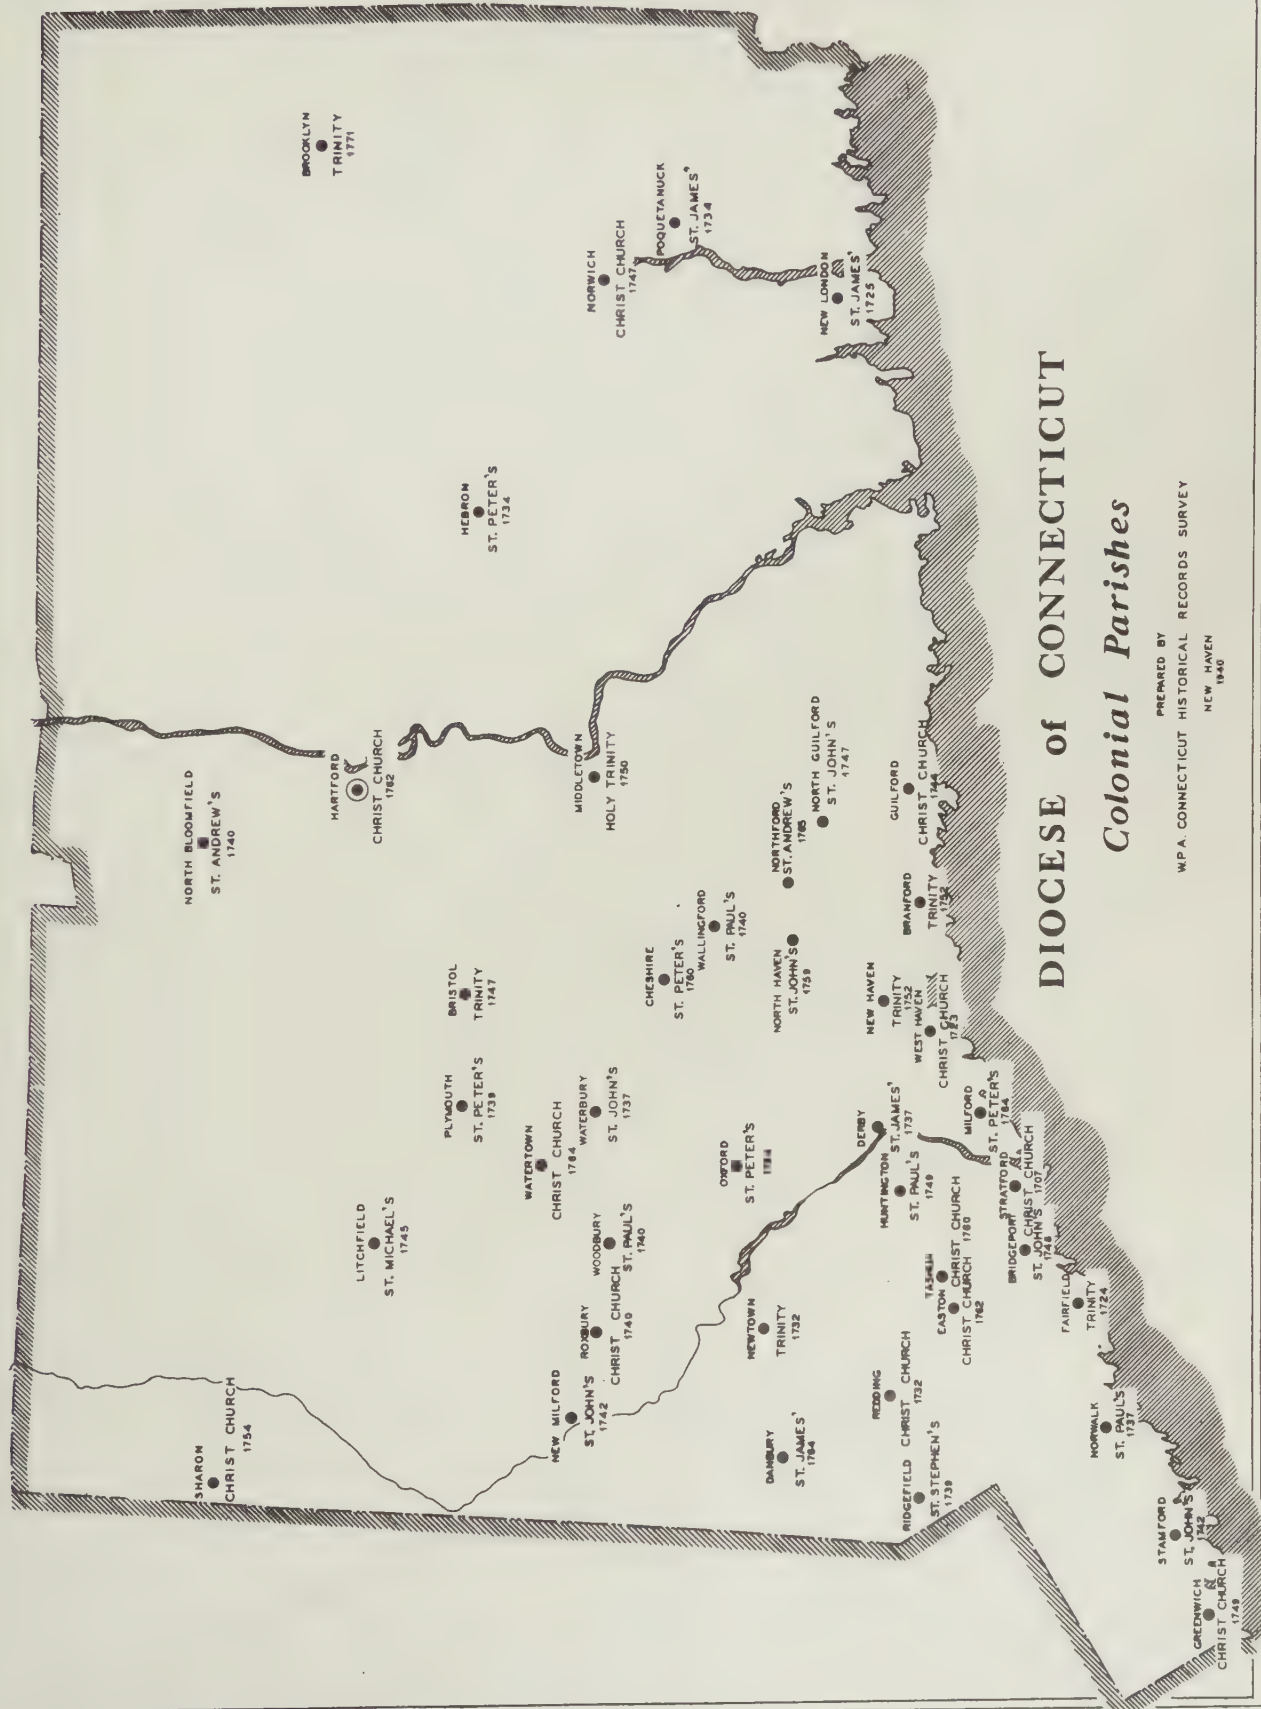 BROOKLYN
TRINITY
1771
POQUETANUCK
ST. JAMES'
1734
NORWICH
CHRIST CHURCH
1747
NEW LONDON
ST. JAMES'
1725
HEBRON
ST. PETER'S
1734
NORTH BLOOMFIELD
ST. ANDREW'S
1740
HARTFORD
CHRIST CHURCH
1762
MIDDLETOWN
HOLY TRINITY
1750
NORTH GUILFORD
ST. JOHN'S
1747
NORTHFORD
ST. ANDREW'S
1765
GUILFORD
CHRIST CHURCH
1744
BRANFORD
TRINITY
1752
WALLINGFORD
ST. PAUL'S
1740
CHESHIRE
ST. PETER'S
1760
NORTH HAVEN
ST. JOHN'S
1759
NEW HAVEN
TRINITY
1752
WEST HAVEN
CHRIST CHURCH
1723
BRISTOL
TRINITY
1747
PLYMOUTH
ST. PETER'S
1739
WATERBURY
ST. JOHN'S
1737
WATERTOWN
CHRIST CHURCH
1764
OXFORD
ST. PETER'S
DERBY
ST. JAMES'
1737
MILFORD
ST. PETER'S
1764
HUNTINGTON
ST. PAUL'S
1749
STRATFORD
CHRIST CHURCH
1707
BRIDGEPORT
ST. JOHN'S
1748
LITCHFIELD
ST. MICHAEL'S
1745
WOODBURY
ST. PAUL'S
1740
ROXBURY
CHRIST CHURCH
1740
CHRIST CHURCH
1760
EASTON
CHRIST CHURCH
1762
FAIRFIELD
TRINITY
1724
NEWTOWN
TRINITY
1732
SHARON
CHRIST CHURCH
1754
NEW MILFORD
ST. JOHN'S
1742
DANBURY
ST. JAMES'
1764
REDDING
CHRIST CHURCH
1732
RIDGEFIELD
ST. STEPHEN'S
1739
NORWALK
ST. PAUL'S
1737
STAMFORD
ST. JOHN'S
1742
GREENWICH
CHRIST CHURCH
1749
DIOCESE of CONNECTICUT
Colonial Parishes
PREPARED BY
W.P.A. CONNECTICUT HISTORICAL RECORDS SURVEY
NEW HAVEN
1940